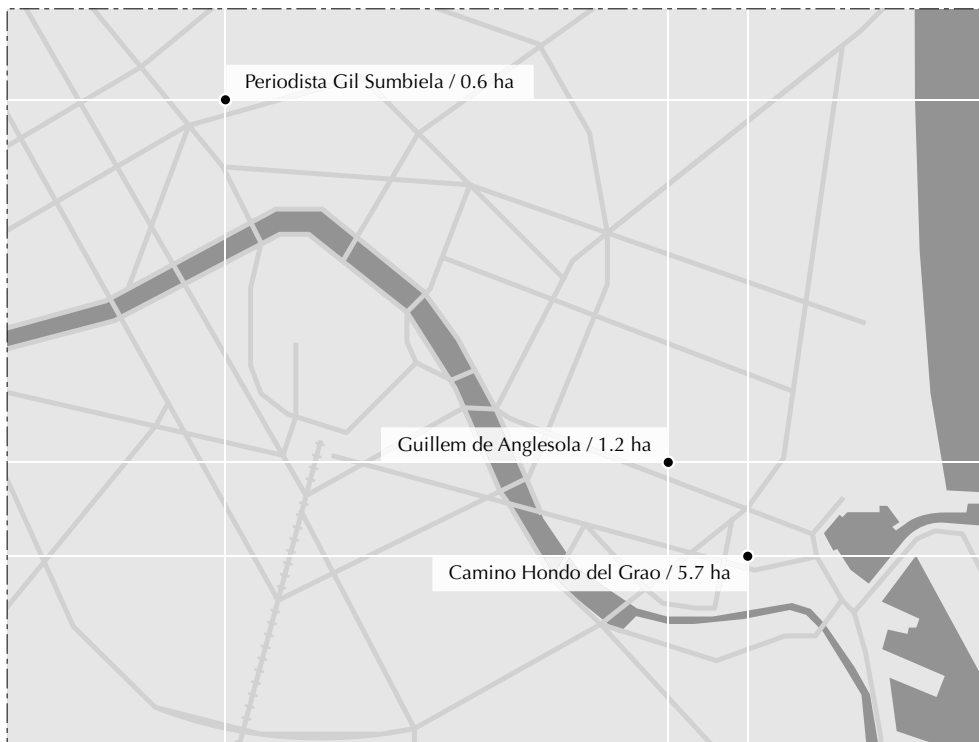 Periodista Gil Sumbiela / 0.6 ha
Guillem de Anglesola / 1.2 ha
Camino Hondo del Grao / 5.7 ha